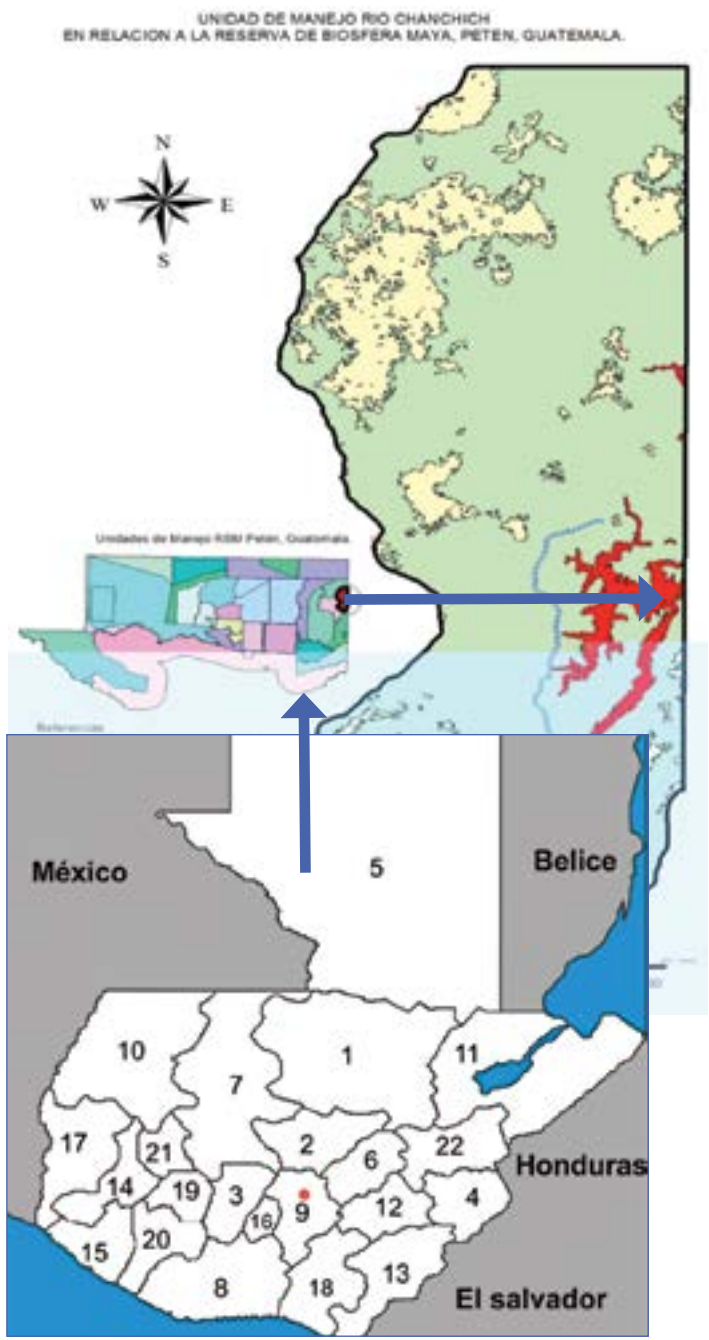 UNIDAD DE MANEJO RIO CHANCHICH
EN RELACION A LA RESERVA DE BIOSFERA MAYA, PETEN, GUATEMALA.
N
W E
S
Unidades de Manejo RBM Petén, Guatemala.
Referencias
México
Belice
5
10
7
1
11
17
21
2
6
22
Honduras
14
19
3
16
9
12
4
15
20
8
18
13
El salvador